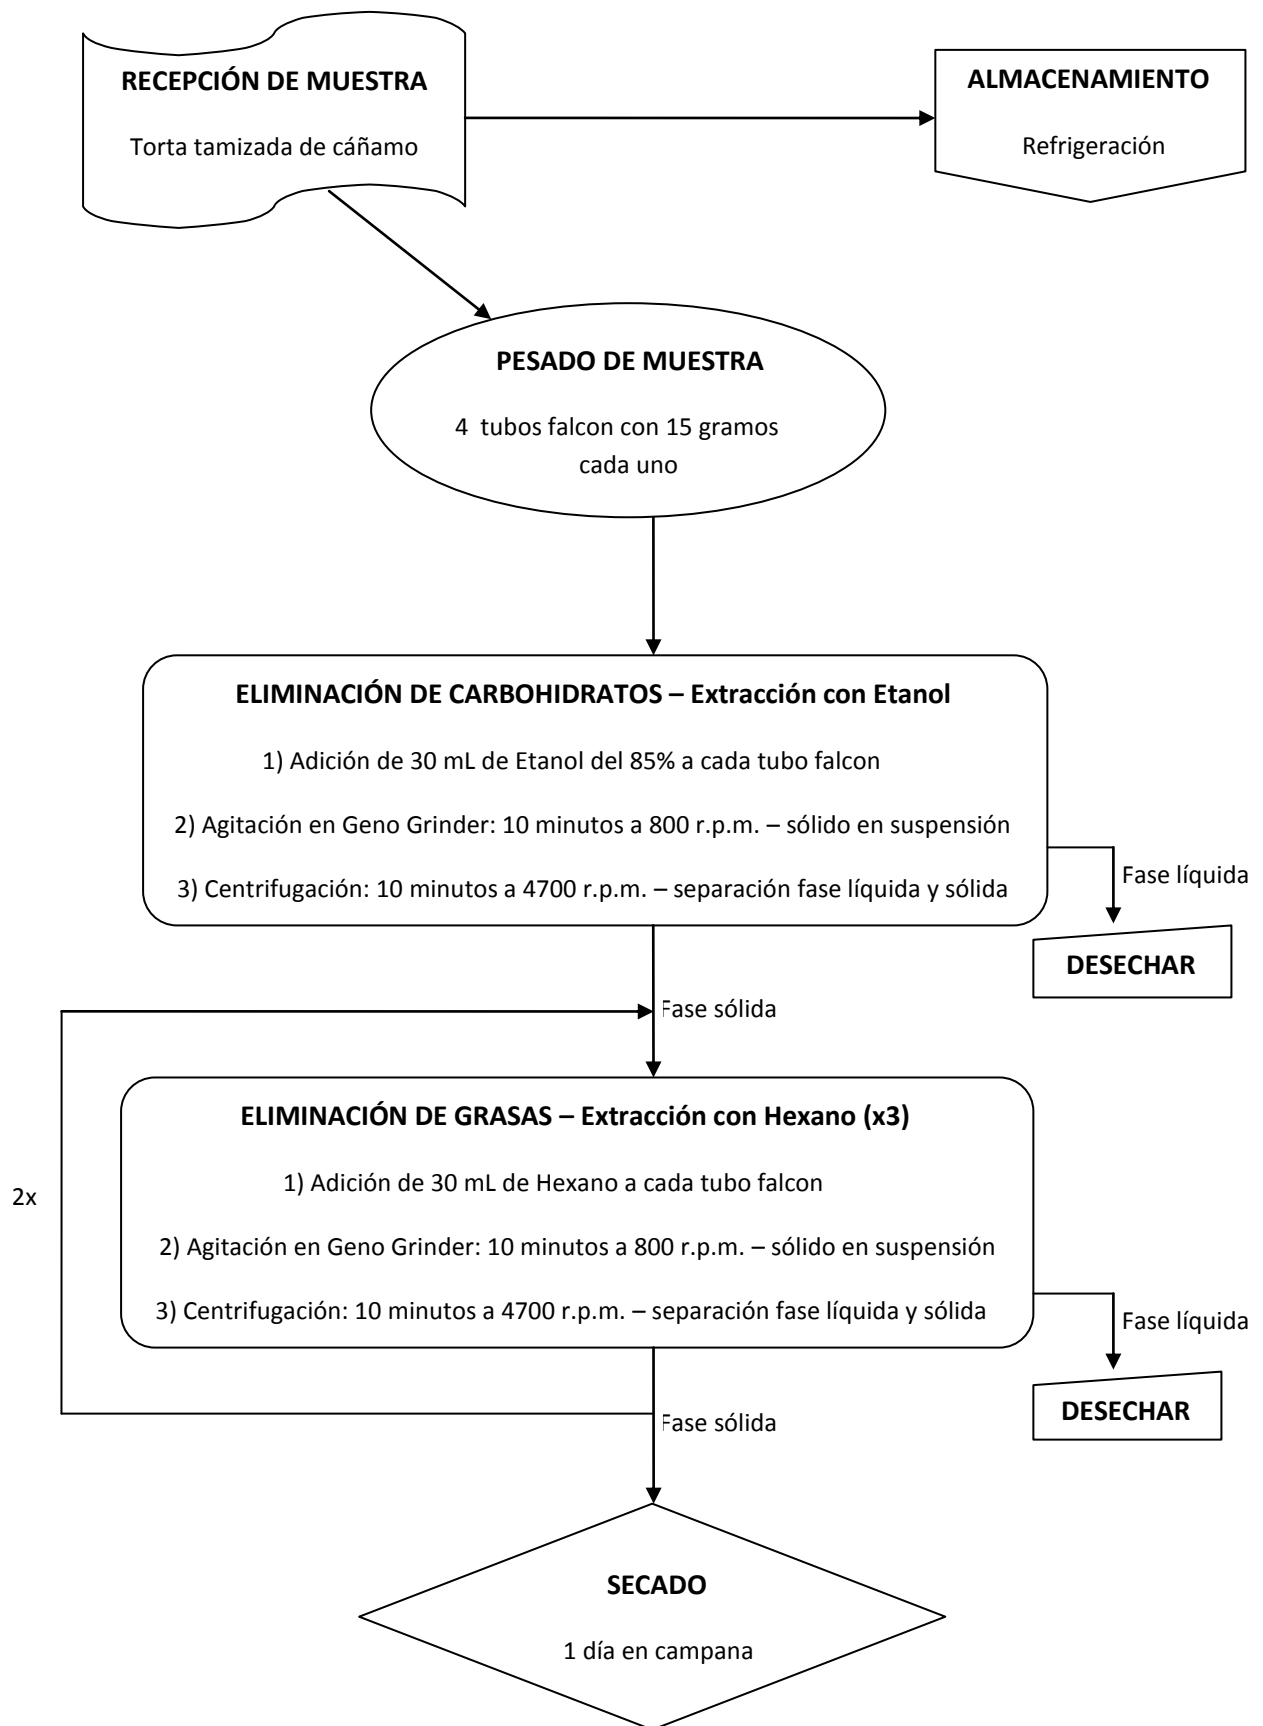 RECEPCIÓN DE MUESTRA
Torta tamizada de cáñamo
ALMACENAMIENTO
Refrigeración
PESADO DE MUESTRA
4 tubos falcon con 15 gramos
cada uno
ELIMINACIÓN DE CARBOHIDRATOS – Extracción con Etanol
1) Adición de 30 mL de Etanol del 85% a cada tubo falcon
2) Agitación en Geno Grinder: 10 minutos a 800 r.p.m. – sólido en suspensión
3) Centrifugación: 10 minutos a 4700 r.p.m. – separación fase líquida y sólida
Fase líquida
DESECHAR
Fase sólida
ELIMINACIÓN DE GRASAS – Extracción con Hexano (x3)
1) Adición de 30 mL de Hexano a cada tubo falcon
2) Agitación en Geno Grinder: 10 minutos a 800 r.p.m. – sólido en suspensión
3) Centrifugación: 10 minutos a 4700 r.p.m. – separación fase líquida y sólida
2x
Fase líquida
DESECHAR
Fase sólida
SECADO
1 día en campana